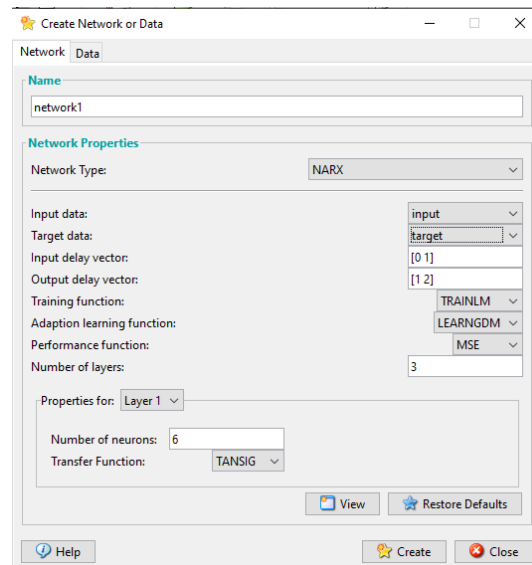 Create Network or Data
Network Data
Name
network1
Network Properties
Network Type: NARX
Input data: input
Target data: target
Input delay vector: [0 1]
Output delay vector: [1 2]
Training function: TRAINLM
Adaption learning function: LEARNGDM
Performance function: MSE
Number of layers: 3
Properties for: Layer 1
Number of neurons: 6
Transfer Function: TANSIG
View Restore Defaults
Help Create Close